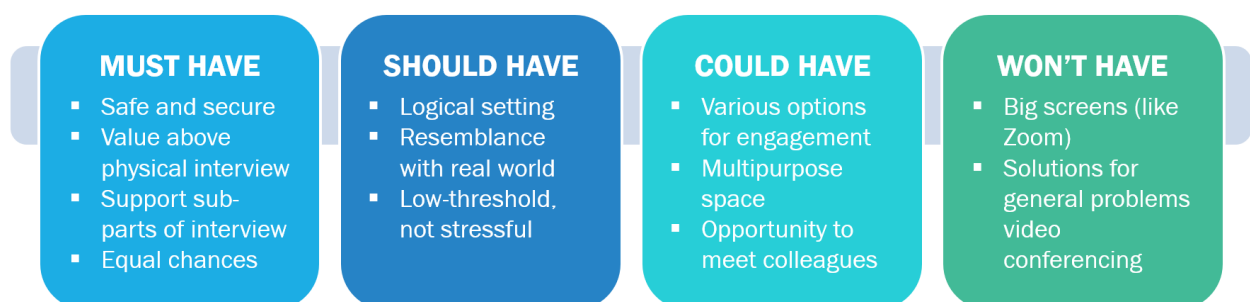 MUST HAVE
▪ Safe and secure
▪ Value above
physical interview
▪ Support sub-
parts of interview
▪ Equal chances
SHOULD HAVE
▪ Logical setting
▪ Resemblance
with real world
▪ Low-threshold,
not stressful
COULD HAVE
▪ Various options
for engagement
▪ Multipurpose
space
▪ Opportunity to
meet colleagues
WON'T HAVE
▪ Big screens (like
Zoom)
▪ Solutions for
general problems
video
conferencing